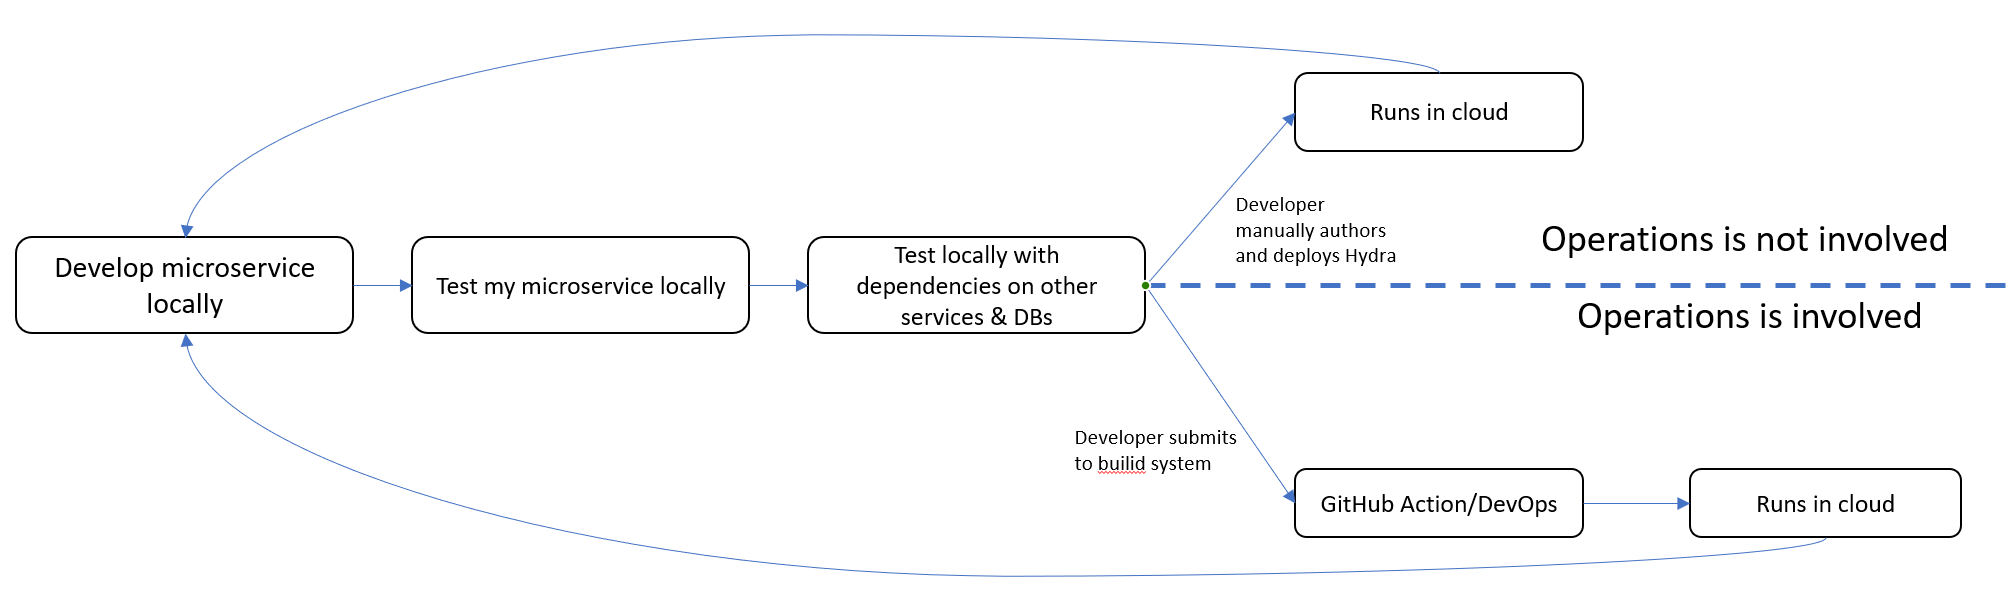 Runs in cloud
Developer
manually authors
and deploys Hydra
Operations is not involved
Develop microservice
locally
Test my microservice locally
Test locally with
dependencies on other
services & DBs
Operations is involved
Developer submits
to builid system
GitHub Action/DevOps
Runs in cloud